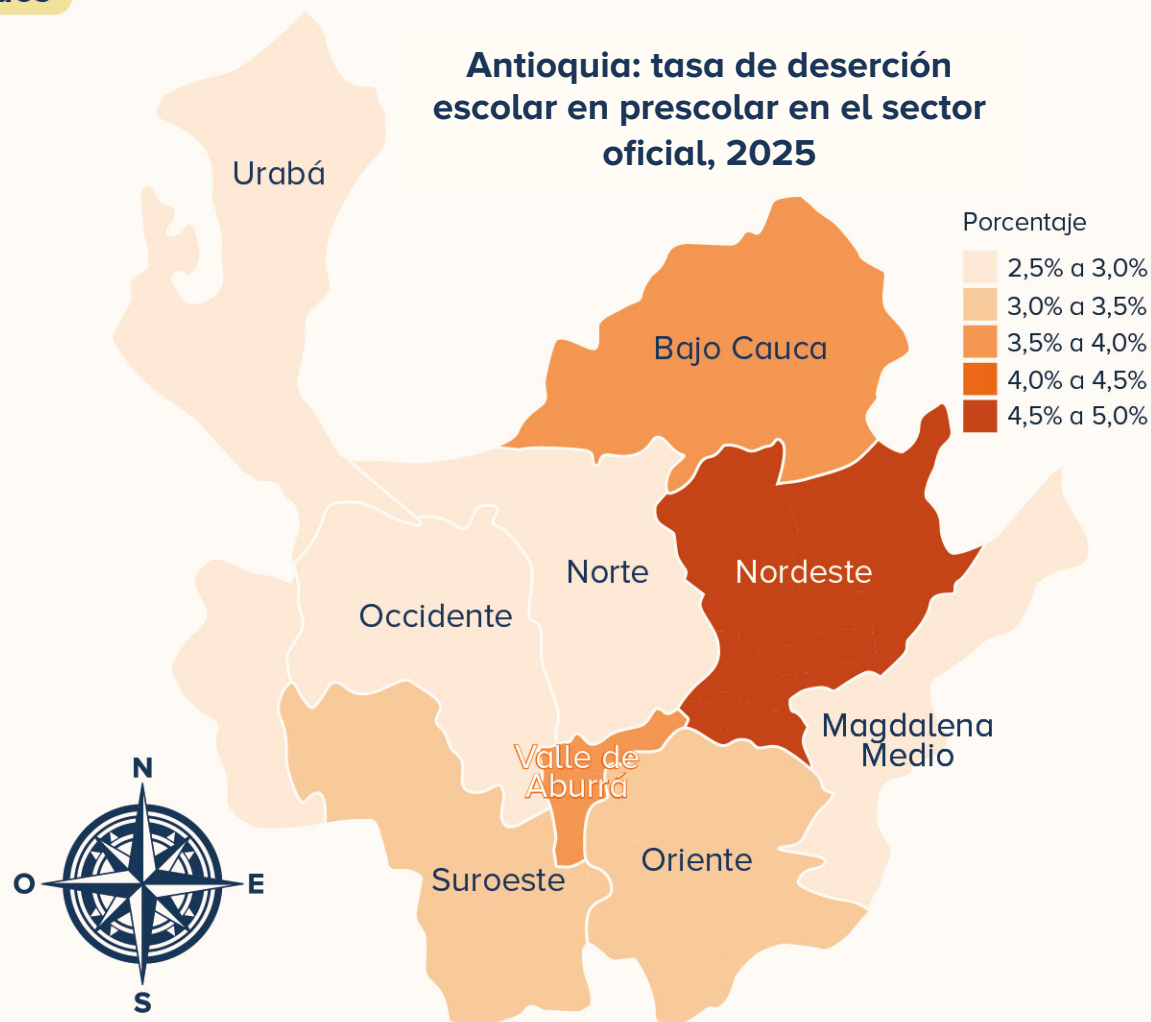 Antioquia: tasa de deserción
escolar en prescolar en el sector
oficial, 2025
Urabá
Porcentaje
2,5% a 3,0%
3,0% a 3,5%
3,5% a 4,0%
4,0% a 4,5%
4,5% a 5,0%
Bajo Cauca
Norte
Nordeste
Occidente
Magdalena
Medio
Valle de
Aburrá
Oriente
Suroeste
N
O
E
S